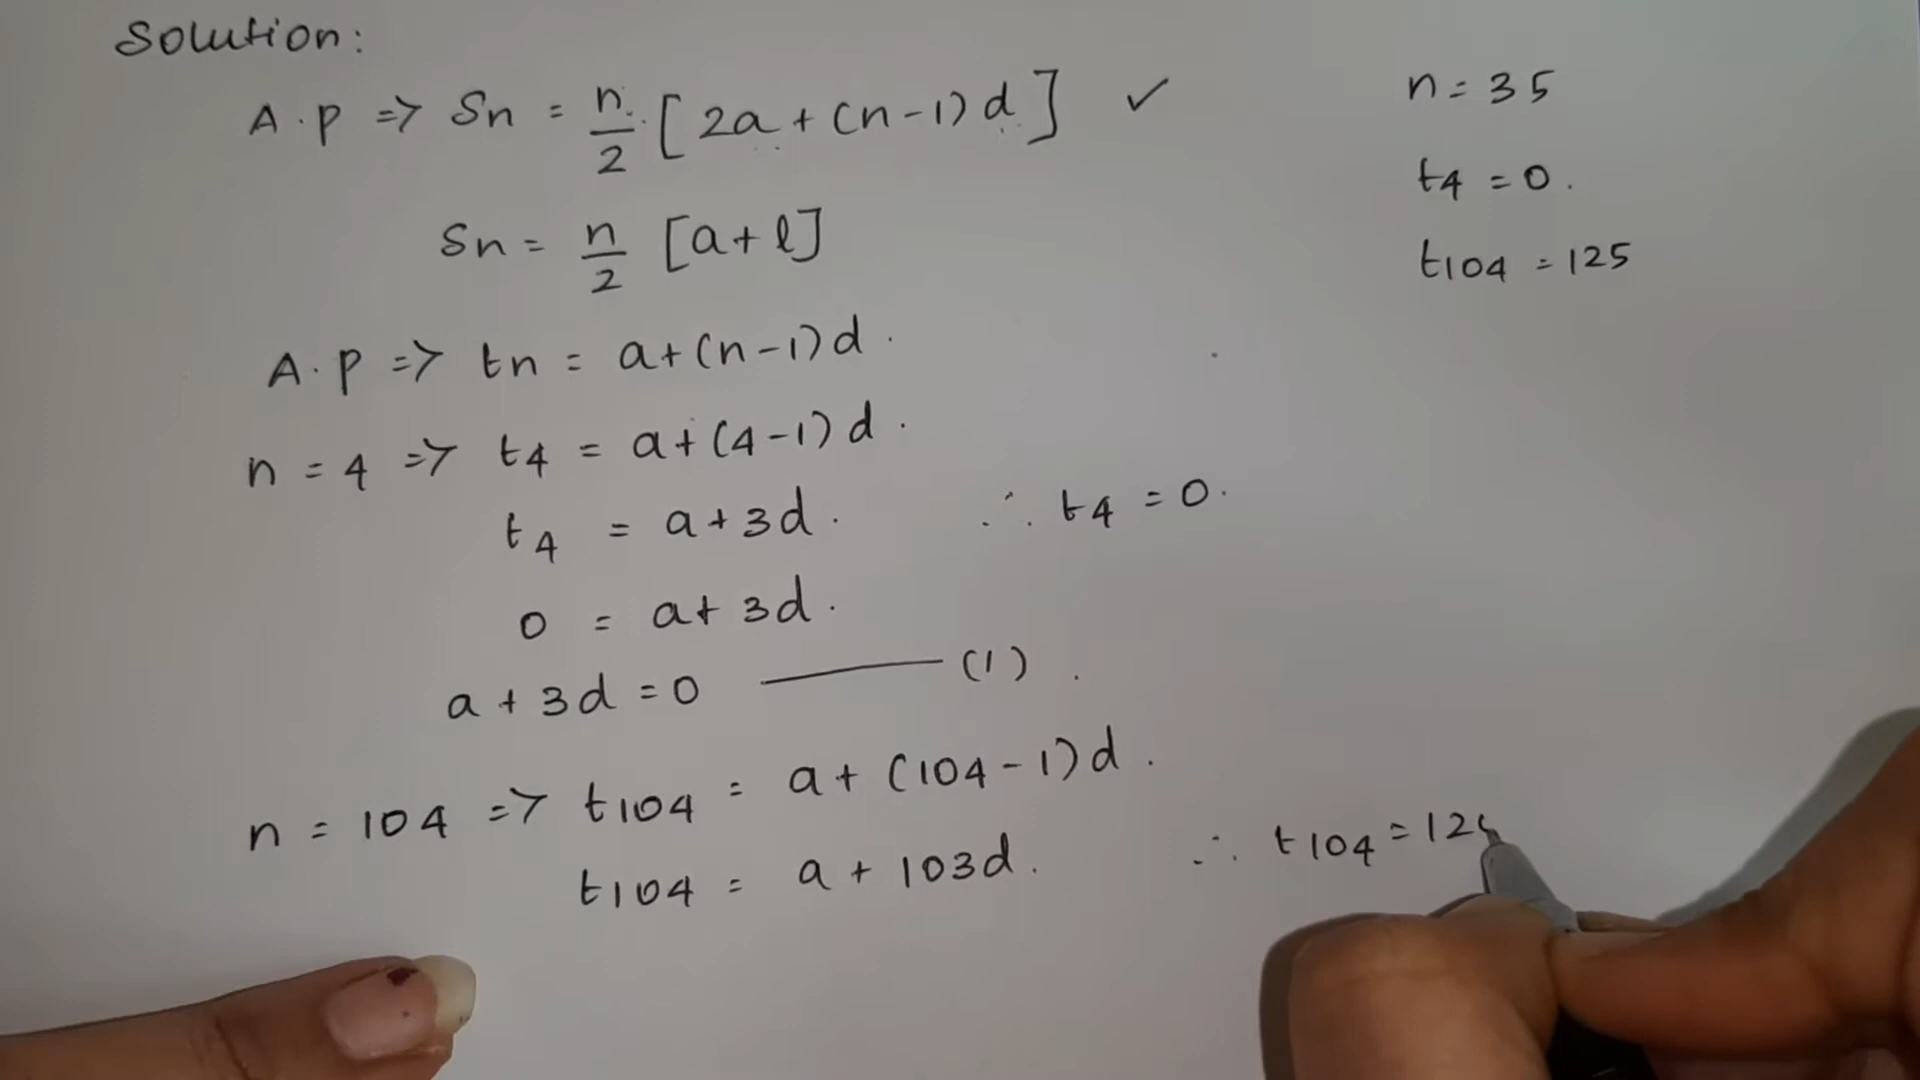 Solution:
A.P => Sn = n/2 [2a + (n-1)d] ✓
Sn = n/2 [a+l]
A.P => tn = a+(n-1)d.
n = 4 => t4 = a+(4-1)d.
t4 = a+3d. ∴ t4 = 0.
0 = a+3d.
a + 3d = 0 ——— (1).
n = 104 => t104 = a + (104-1)d.
t104 = a + 103d. ∴ t104 = 12
n = 35
t4 = 0.
t104 = 125